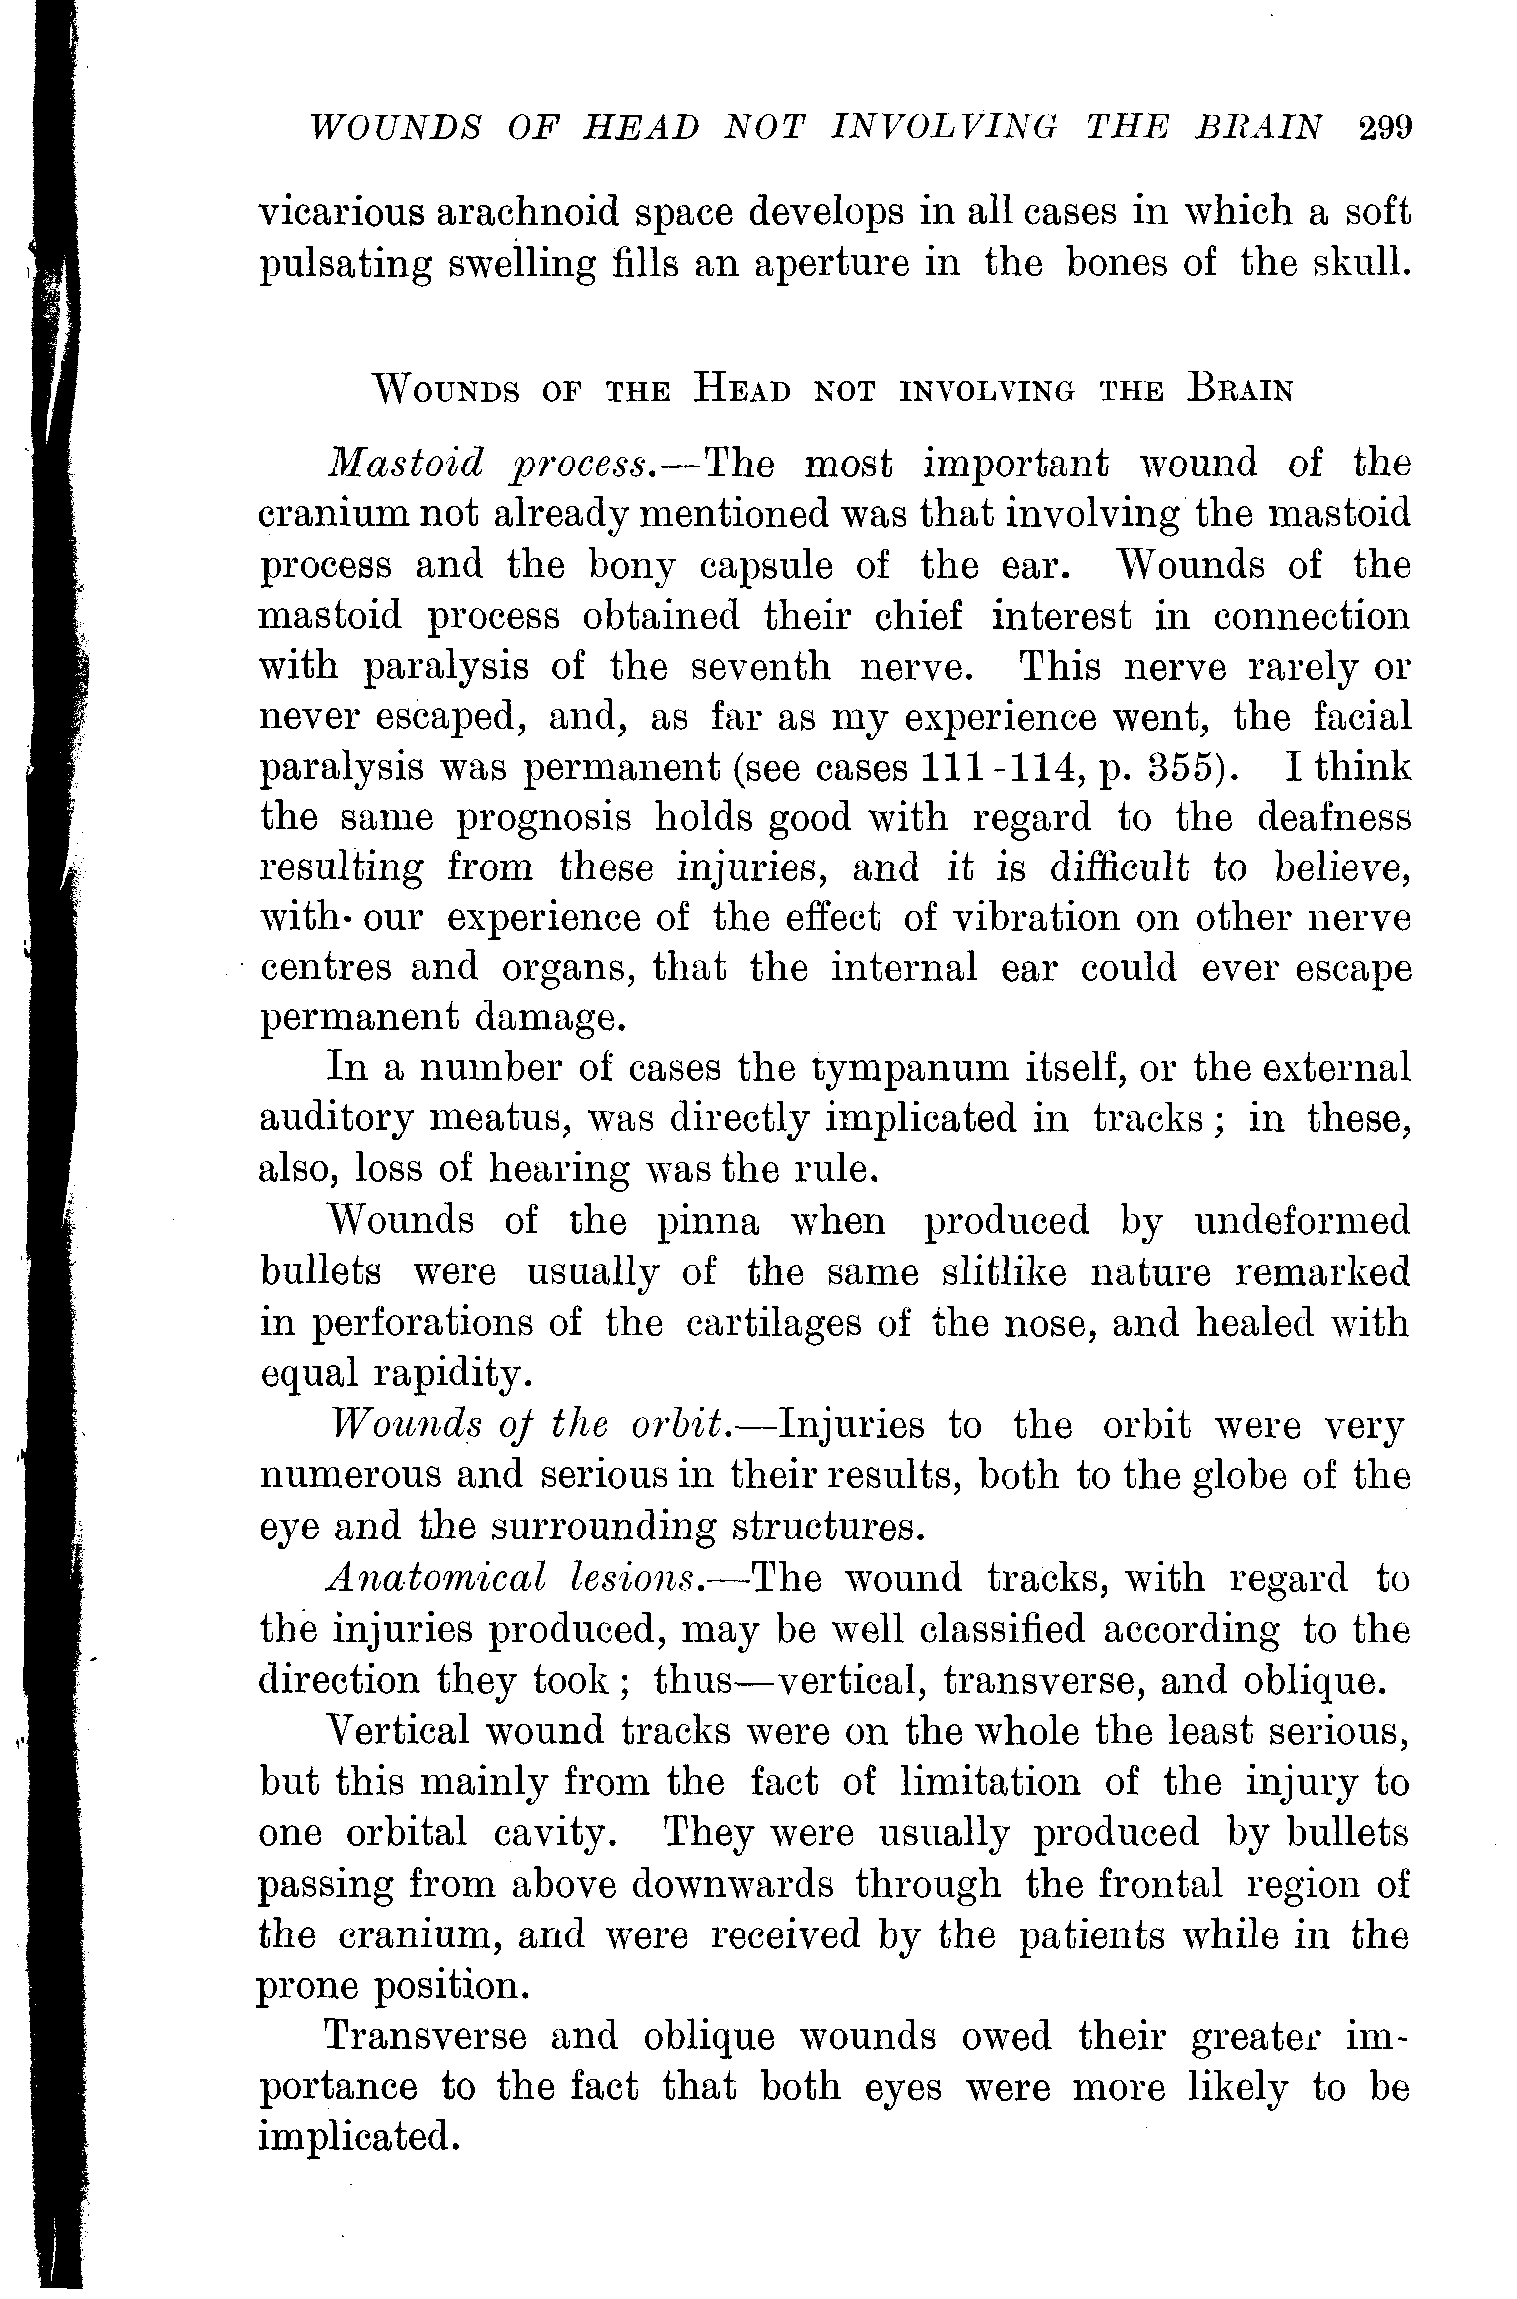 WOUNDS OF HEAD NOT INVOLVING THE BRAIN 299
vicarious arachnoid space develops in all cases in which a soft
pulsating swelling fills an aperture in the bones of the skull.
Wounds of the Head not involving the Brain
Mastoid process.—The most important wound of the
cranium not already mentioned was that involving the mastoid
process and the bony capsule of the ear. Wounds of the
mastoid process obtained their chief interest in connection
with paralysis of the seventh nerve. This nerve rarely or
never escaped, and, as far as my experience went, the facial
paralysis was permanent (see cases 111-114, p. 355). I think
the same prognosis holds good with regard to the deafness
resulting from these injuries, and it is difficult to believe,
with our experience of the effect of vibration on other nerve
centres and organs, that the internal ear could ever escape
permanent damage.
In a number of cases the tympanum itself, or the external
auditory meatus, was directly implicated in tracks; in these,
also, loss of hearing was the rule.
Wounds of the pinna when produced by undeformed
bullets were usually of the same slitlike nature remarked
in perforations of the cartilages of the nose, and healed with
equal rapidity.
Wounds of the orbit.—Injuries to the orbit were very
numerous and serious in their results, both to the globe of the
eye and the surrounding structures.
Anatomical lesions.—The wound tracks, with regard to
the injuries produced, may be well classified according to the
direction they took; thus—vertical, transverse, and oblique.
Vertical wound tracks were on the whole the least serious,
but this mainly from the fact of limitation of the injury to
one orbital cavity. They were usually produced by bullets
passing from above downwards through the frontal region of
the cranium, and were received by the patients while in the
prone position.
Transverse and oblique wounds owed their greater im-
portance to the fact that both eyes were more likely to be
implicated.